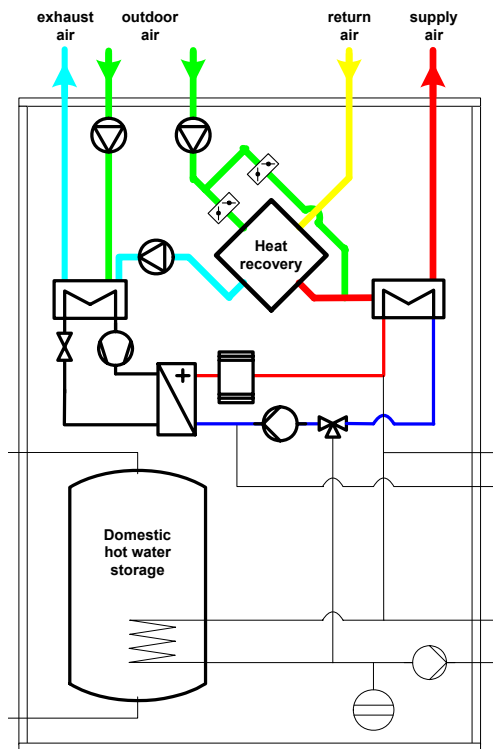 exhaust
air
outdoor
air
return
air
supply
air
Heat
recovery
+
Domestic
hot water
storage